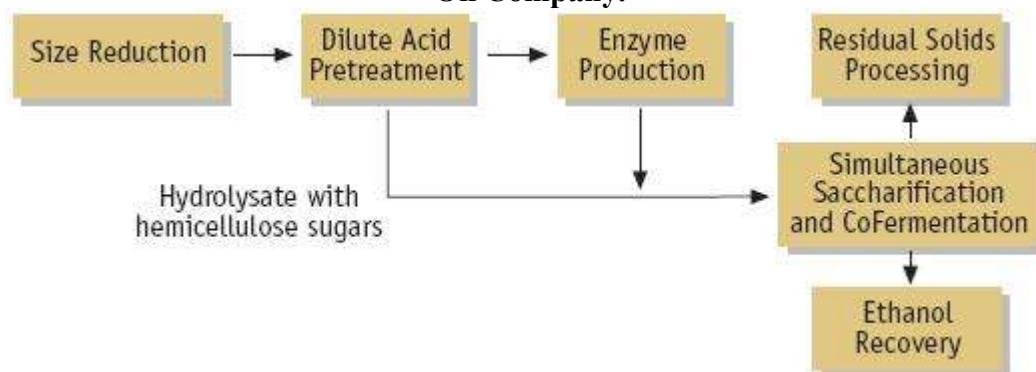 Oil Company.
Size Reduction
Dilute Acid
Pretreatment
Enzyme
Production
Residual Solids
Processing
Hydrolysate with
hemicellulose sugars
Simultaneous
Saccharification
and CoFermentation
Ethanol
Recovery